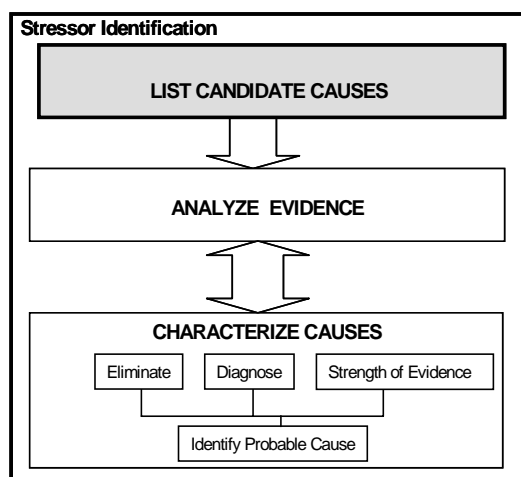 Stressor Identification
LIST CANDIDATE CAUSES
ANALYZE EVIDENCE
CHARACTERIZE CAUSES
Eliminate
Diagnose
Strength of Evidence
Identify Probable Cause